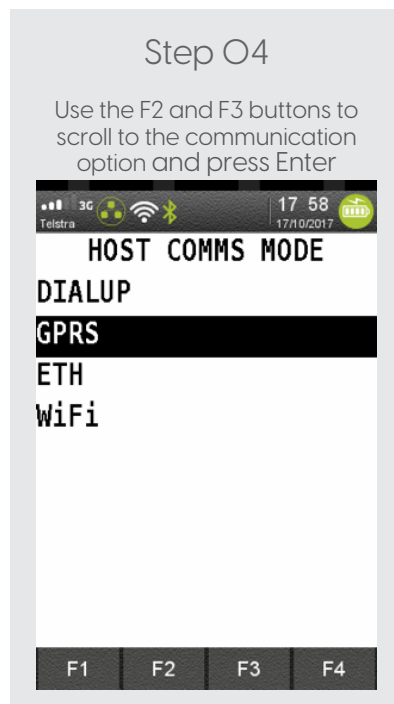 Step 04
Use the F2 and F3 buttons to
scroll to the communication
option and press Enter
3G 17 58
Telstra 17/10/2017
HOST COMMS MODE
DIALUP
GPRS
ETH
WiFi
F1 F2 F3 F4